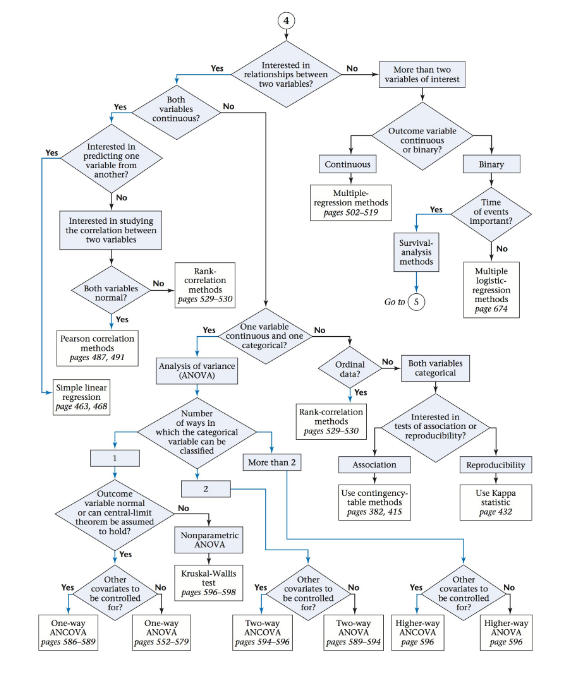 4
Interested in
relationships between
two variables?
Yes
No
More than two
variables of interest
Both
variables
continuous?
Yes
No
Outcome variable
continuous
or binary?
Interested in
predicting one
variable from
another?
Yes
No
Continuous
Binary
Multiple-
regression methods
pages 502–519
Time
of events
important?
Yes
No
Interested in studying
the correlation between
two variables
Survival-
analysis
methods
Multiple
logistic-
regression
methods
page 674
Go to 5
Both variables
normal?
No
Yes
Rank-
correlation
methods
pages 529–530
Pearson correlation
methods
pages 487, 491
One variable
continuous and one
categorical?
Yes
No
Simple linear
regression
page 463, 468
Analysis of variance
(ANOVA)
Ordinal
data?
No
Yes
Both variables
categorical
Rank-correlation
methods
pages 529–530
Number
of ways in
which the categorical
variable can be
classified
Interested in
tests of association or
reproducibility?
1
2
More than 2
Association
Reproducibility
Use contingency-
table methods
pages 382, 415
Use Kappa
statistic
page 432
Outcome
variable normal
or can central-limit
theorem be assumed
to hold?
No
Yes
Nonparametric
ANOVA
Kruskal-Wallis
test
pages 596–598
Other
covariates to
be controlled
for?
Yes
No
Other
covariates to
be controlled
for?
Yes
No
Other
covariates to
be controlled
for?
Yes
No
One-way
ANCOVA
pages 586–589
One-way
ANOVA
pages 552–579
Two-way
ANCOVA
pages 594–596
Two-way
ANOVA
pages 589–594
Higher-way
ANCOVA
page 596
Higher-way
ANOVA
page 596